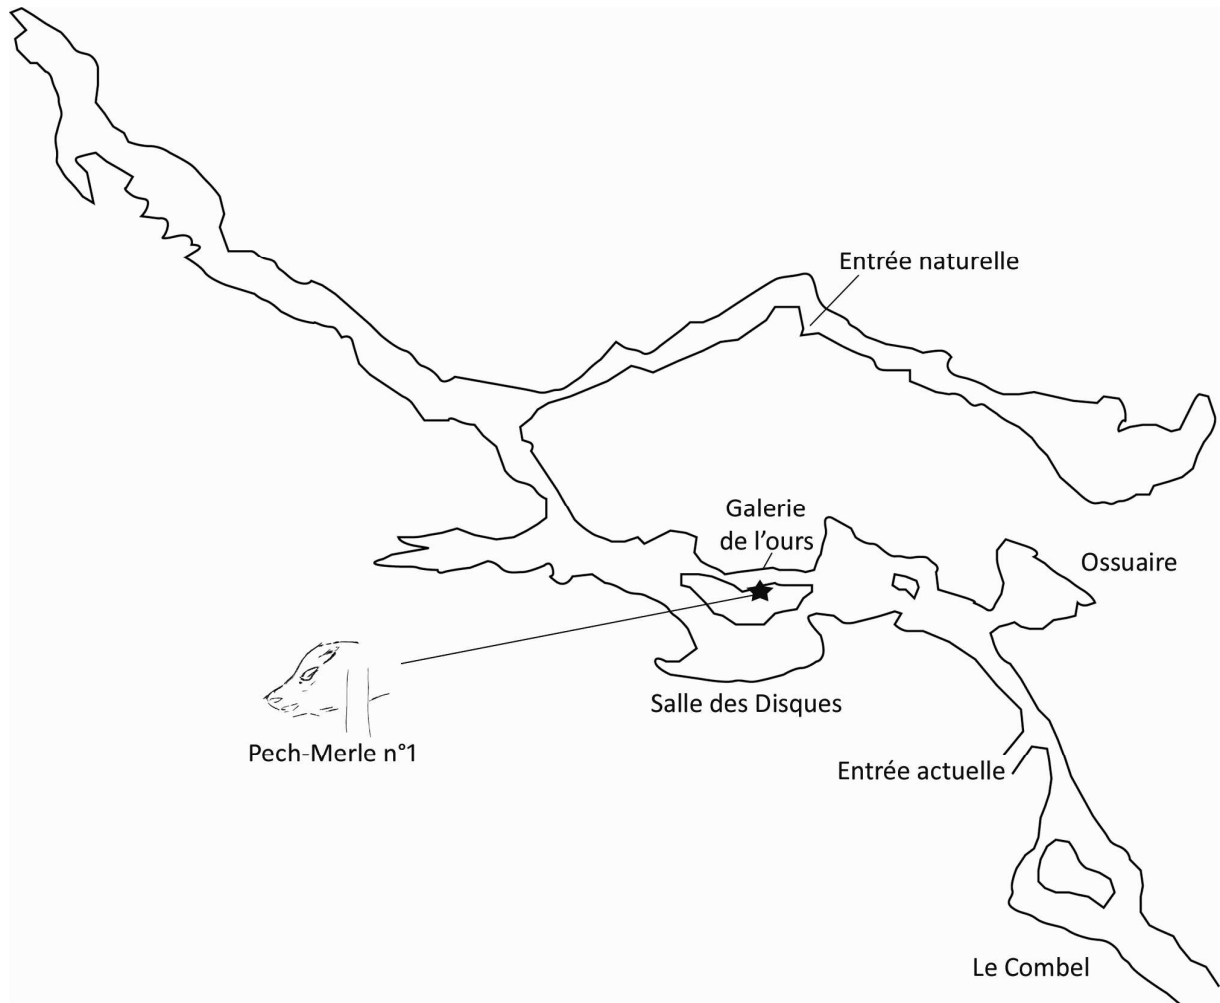 Entrée naturelle
Galerie
de l’ours
Ossuaire
Salle des Disques
Pech-Merle n°1
Entrée actuelle
Le Combel